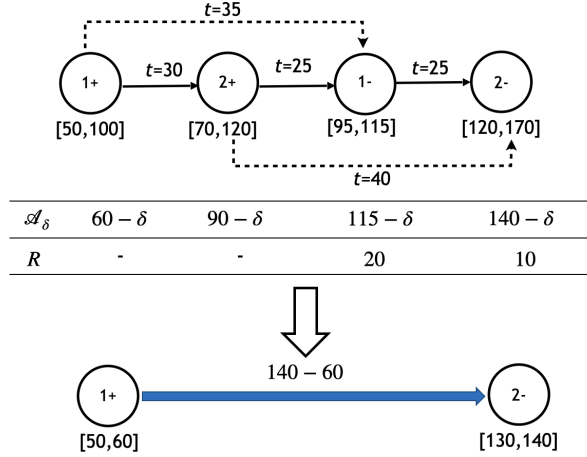 t=35
1+ t=30 2+ t=25 1- t=25 2-
[50,100] [70,120] [95,115] [120,170]
t=40
𝒜δ 60 − δ 90 − δ 115 − δ 140 − δ
R - - 20 10
140 − 60
1+ 2-
[50,60] [130,140]